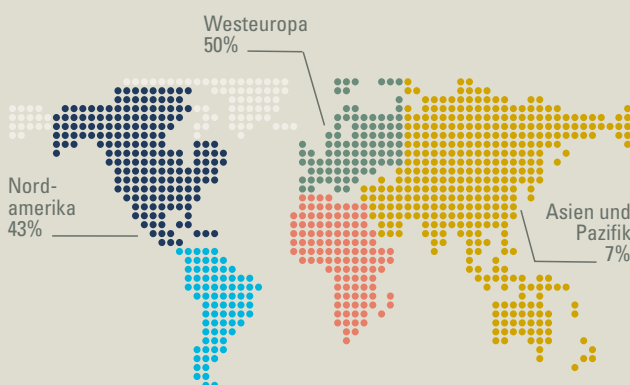 Westeuropa
50%
Nord-
amerika
43%
Asien und
Pazifik
7%